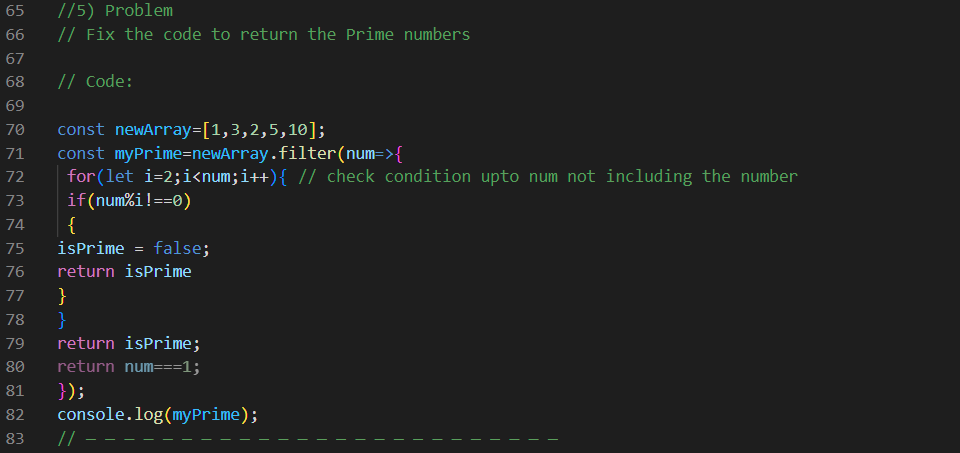 65 //5) Problem
66 // Fix the code to return the Prime numbers
67
68 // Code:
69
70 const newArray=[1,3,2,5,10];
71 const myPrime=newArray.filter(num=>{
72 for(let i=2;i<num;i++){ // check condition upto num not including the number
73 if(num%i!==0)
74 {
75 isPrime = false;
76 return isPrime
77 }
78 }
79 return isPrime;
80 return num===1;
81 });
82 console.log(myPrime);
83 // — — — — — — — — — — — — — — — — — — — — — — — — —